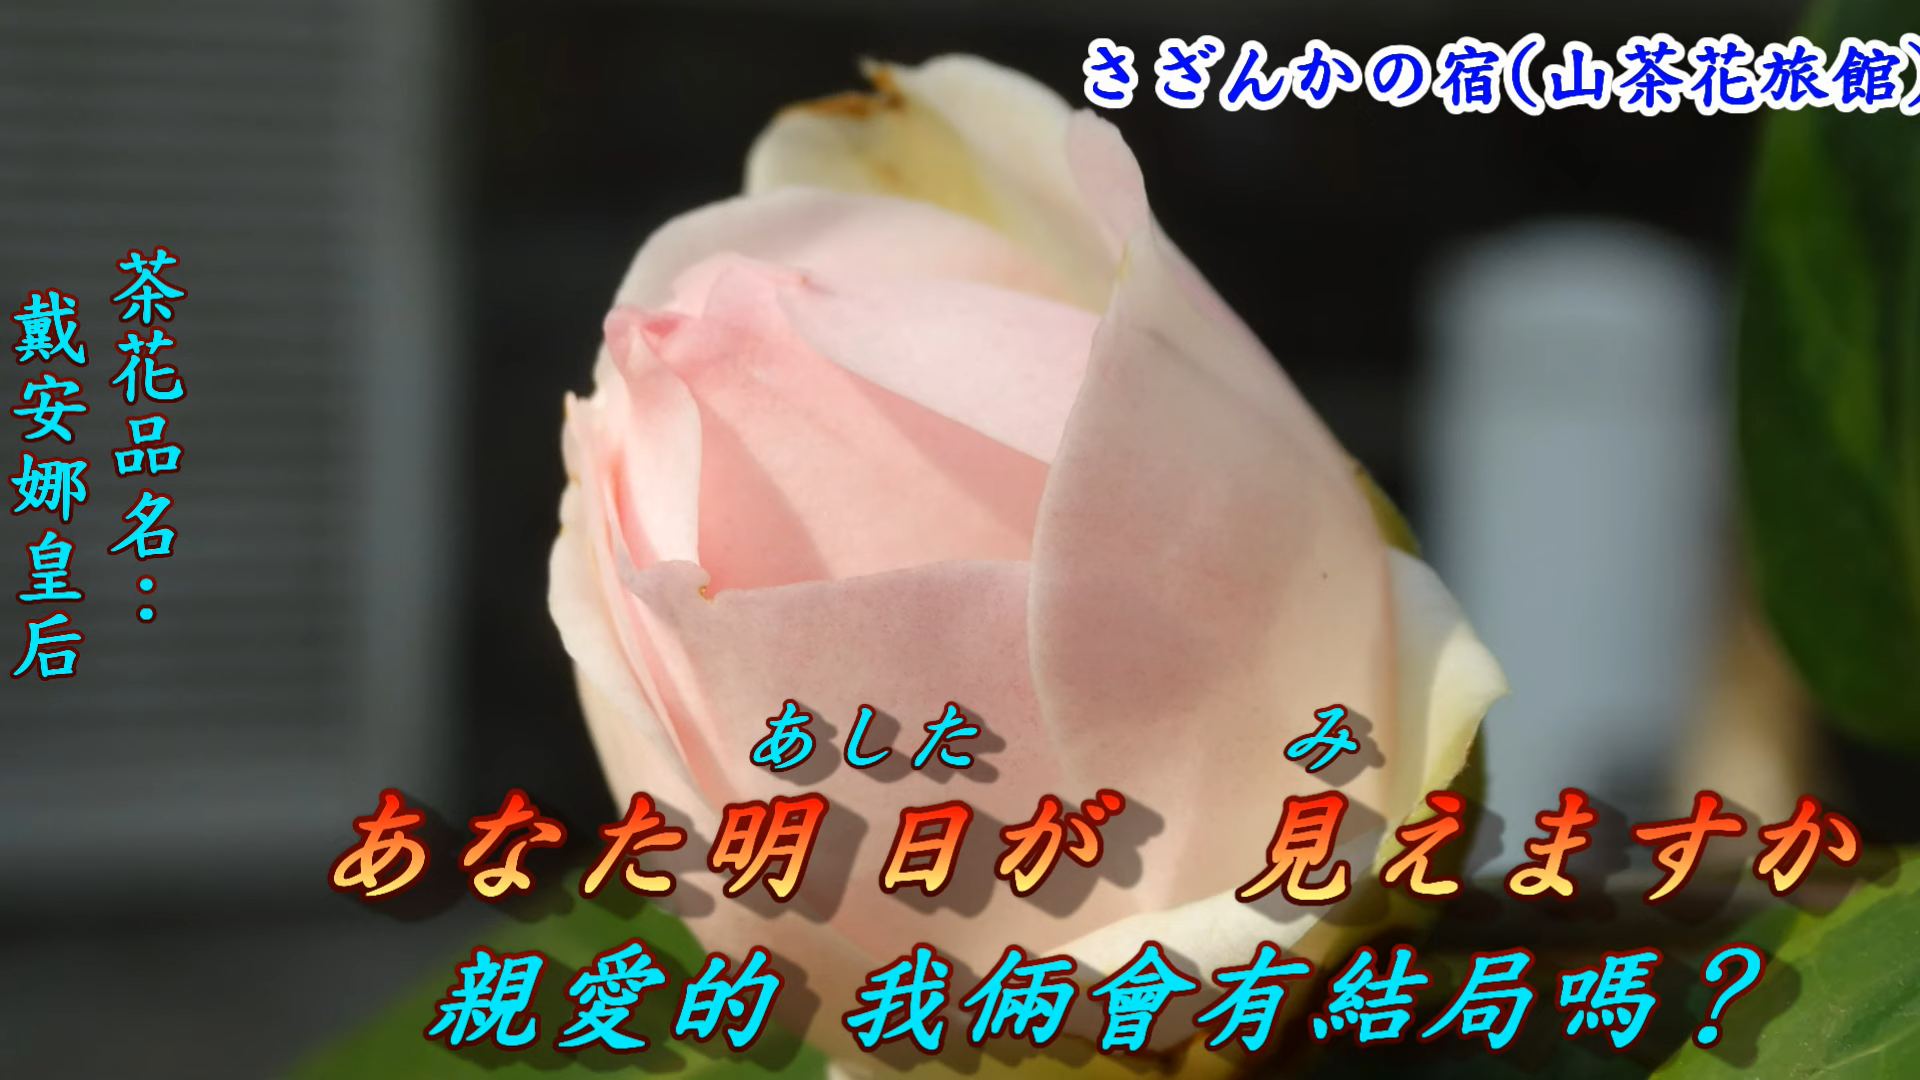 さざんかの宿(山茶花旅館)
茶花品名：
戴安娜皇后
あした み
あなた明日が 見えますか
親愛的 我倆會有結局嗎？